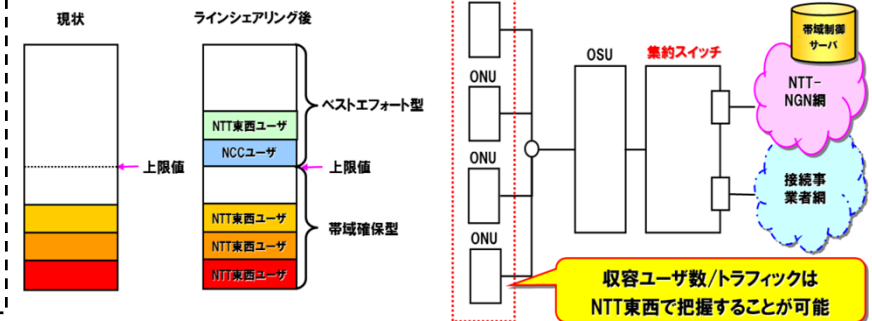 現状
ラインシェアリング後
上限値
NTT東西ユーザ
NCCユーザ
上限値
NTT東西ユーザ
NTT東西ユーザ
NTT東西ユーザ
ベストエフォート型
帯域確保型
ONU
ONU
ONU
OSU
集約スイッチ
帯域制御
サーバ
NTT-
NGN網
接続事
業者網
収容ユーザ数/トラフィックは
NTT東西で把握することが可能